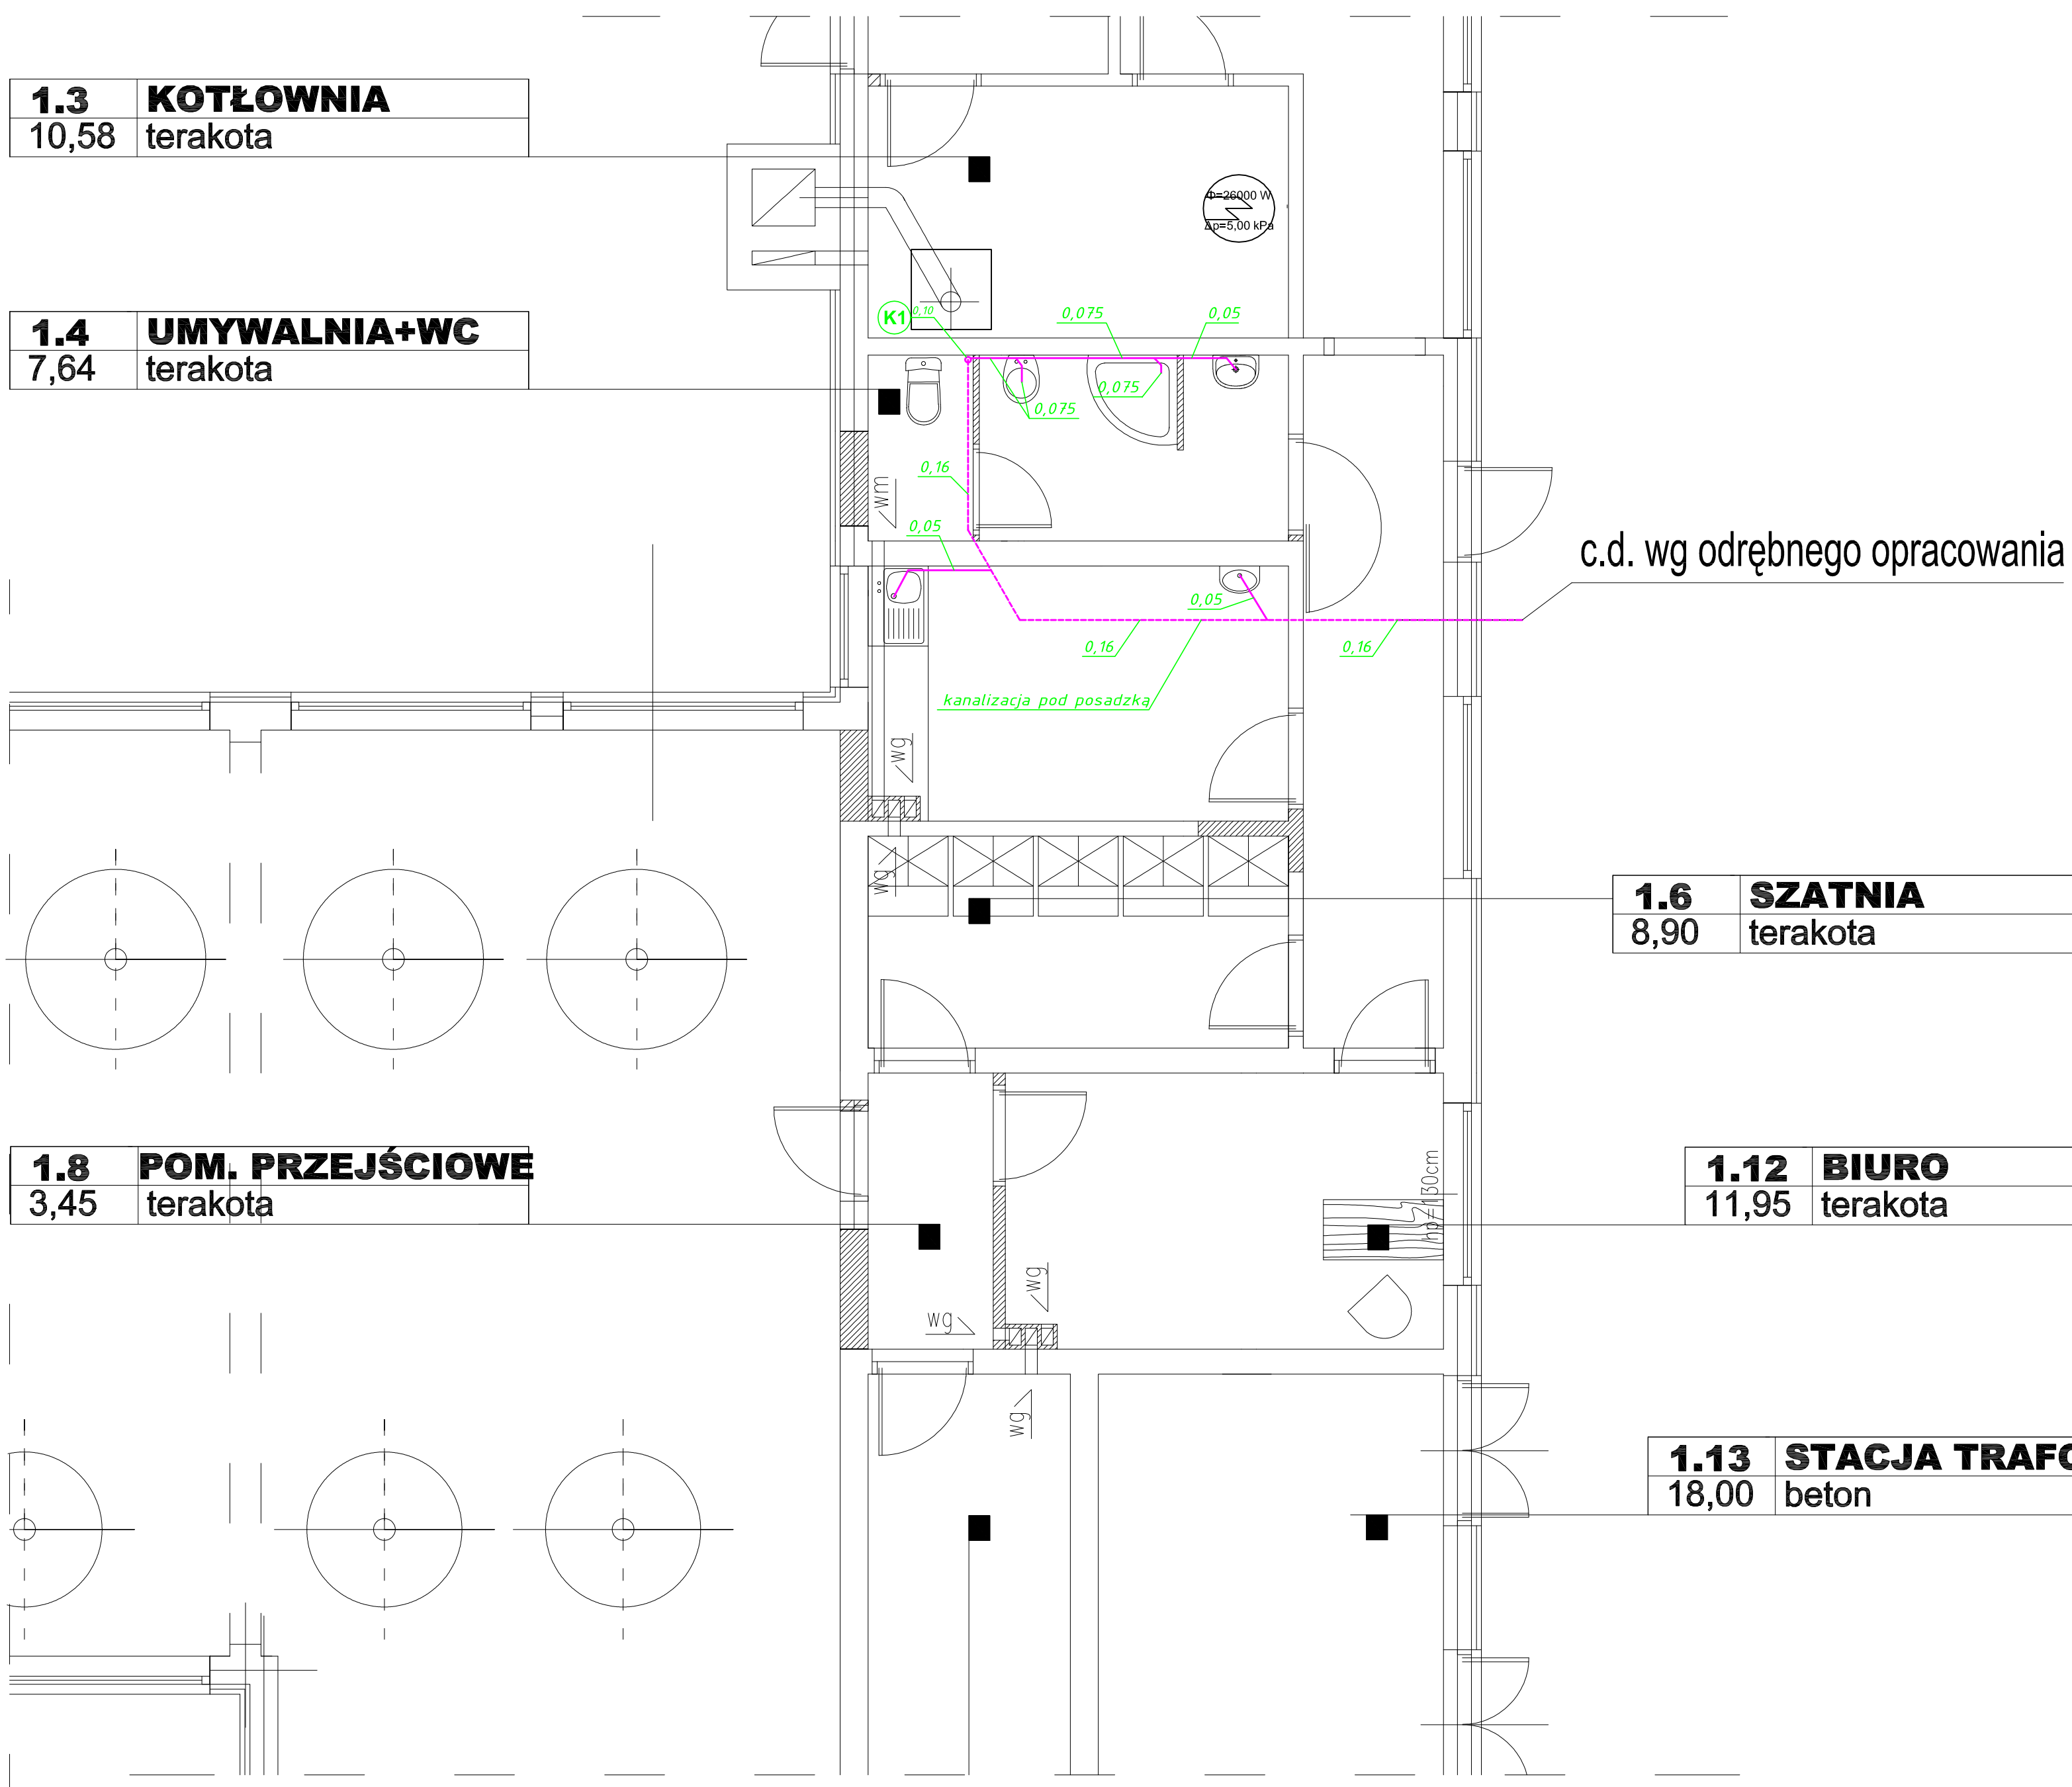 1.3 KOTŁOWNIA
10,58 terakota
Φ=26000 W
Δp=5,00 kPa
1.4 UMYWALNIA+WC
7,64 terakota
K1
0,10
0,075
0,05
0,075
0,075
0,16
wm
0,05
c.d. wg odrębnego opracowania
0,05
0,16
0,16
kanalizacja pod posadzką
wg
wg
1.6 SZATNIA
8,90 terakota
1.8 POM. PRZEJŚCIOWE
3,45 terakota
hp=130cm
1.12 BIURO
11,95 terakota
wg
wg
wg
1.13 STACJA TRAFO
18,00 beton